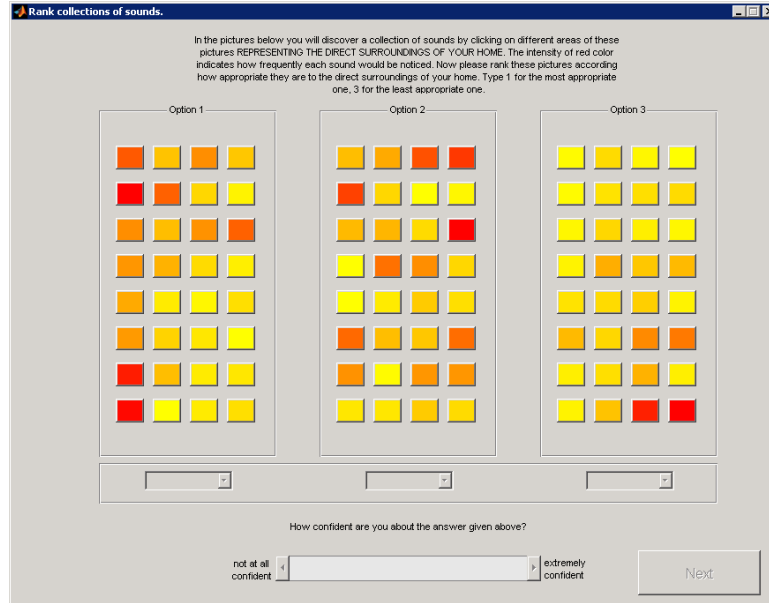 Rank collections of sounds.
In the pictures below you will discover a collection of sounds by clicking on different areas of these
pictures REPRESENTING THE DIRECT SURROUNDINGS OF YOUR HOME. The intensity of red color
indicates how frequently each sound would be noticed. Now please rank these pictures according
how appropriate they are to the direct surroundings of your home. Type 1 for the most appropriate
one, 3 for the least appropriate one.
Option 1
Option 2
Option 3
How confident are you about the answer given above?
not at all
confident
extremely
confident
Next